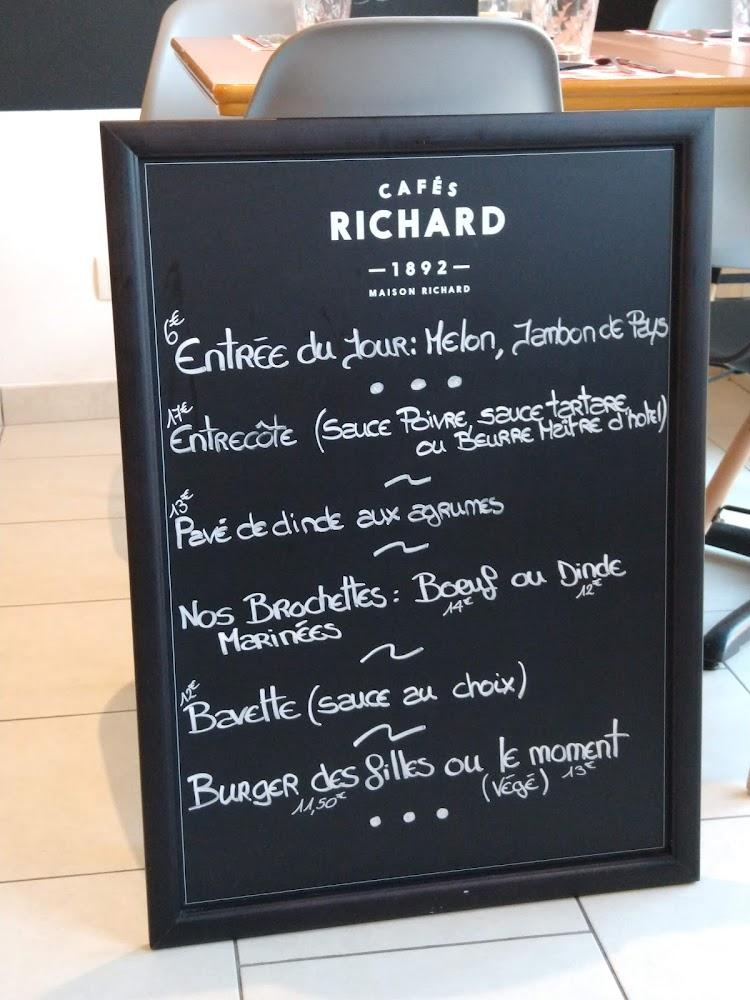 CAFÉS
RICHARD
—1892—
MAISON RICHARD
6€
Entrée du Jour: Melon, Jambon de Pays
17€
Entrecôte (Sauce Poivre, sauce tartare,
ou Beurre Maître d'hotel)
13€
Pavé de dinde aux agrumes
Nos Brochettes: Boeuf ou Dinde
14€ 12€
Marinées
12€
Bavette (sauce au choix)
Burger des filles ou le moment
11,50€ (végé) 13€